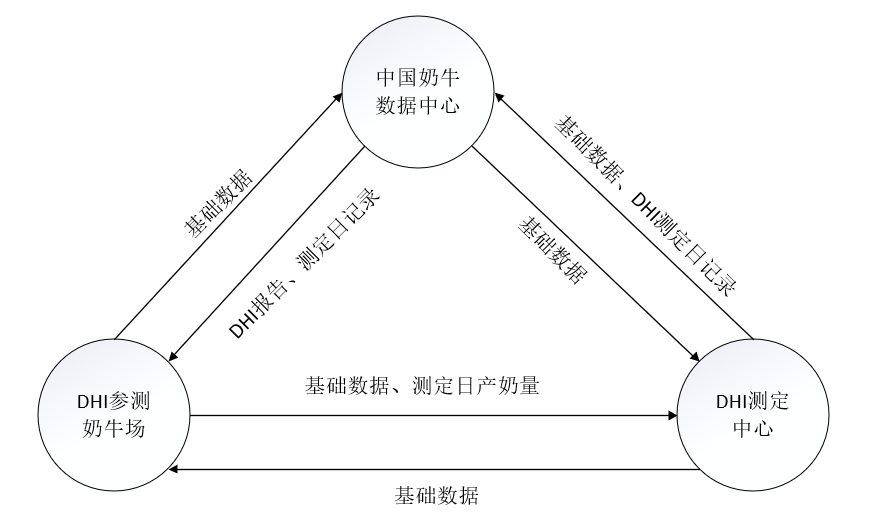 中国奶牛
数据中心
基础数据、DHI测定日记录
基础数据
DHI报告、测定日记录
基础数据
基础数据、测定日产奶量
DHI参测
奶牛场
DHI测定
中心
基础数据